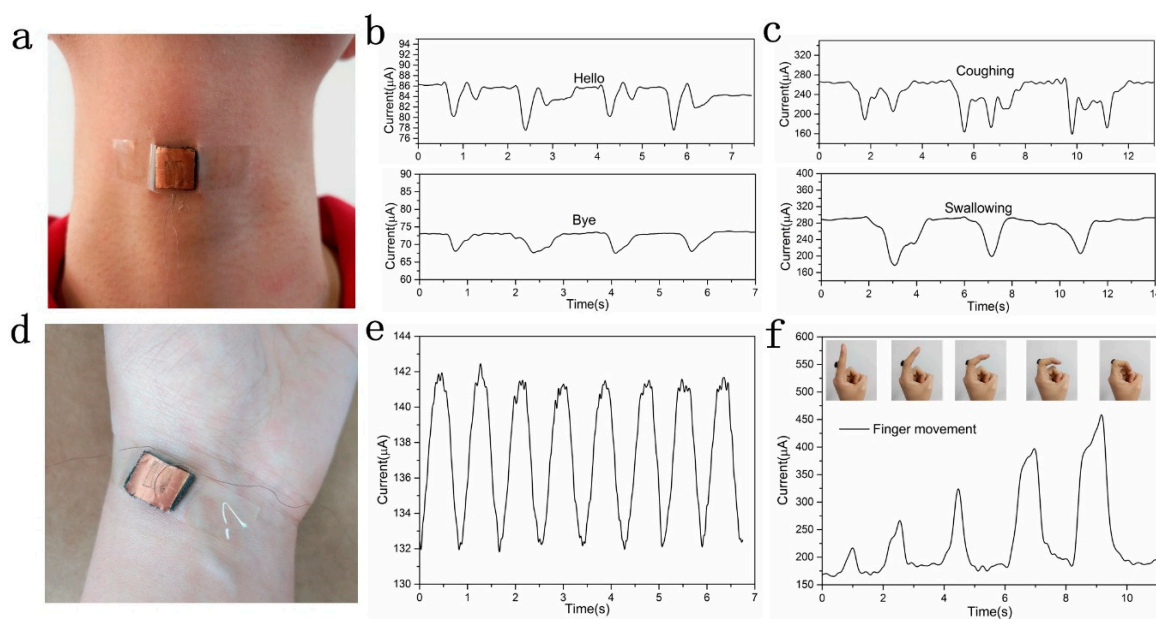 a
b
95
94
92
90
88
86
84
82
80
78
75
Current(μA)
Hello
0 1 2 3 4 5 6 7
90
85
80
75
70
65
60
Current(μA)
Bye
0 1 2 3 4 5 6 7
Time(s)
c
320
280
240
200
160
120
Current(μA)
Coughing
0 2 4 6 8 10 12
400
360
320
280
240
200
160
Current(μA)
Swallowing
0 2 4 6 8 10 12 14
Time(s)
d
e
144
142
140
138
136
134
132
130
Current(μA)
0 1 2 3 4 5 6 7
Time(s)
f
600
550
500
450
400
350
300
250
200
150
Current(μA)
Finger movement
0 2 4 6 8 10
Time(s)